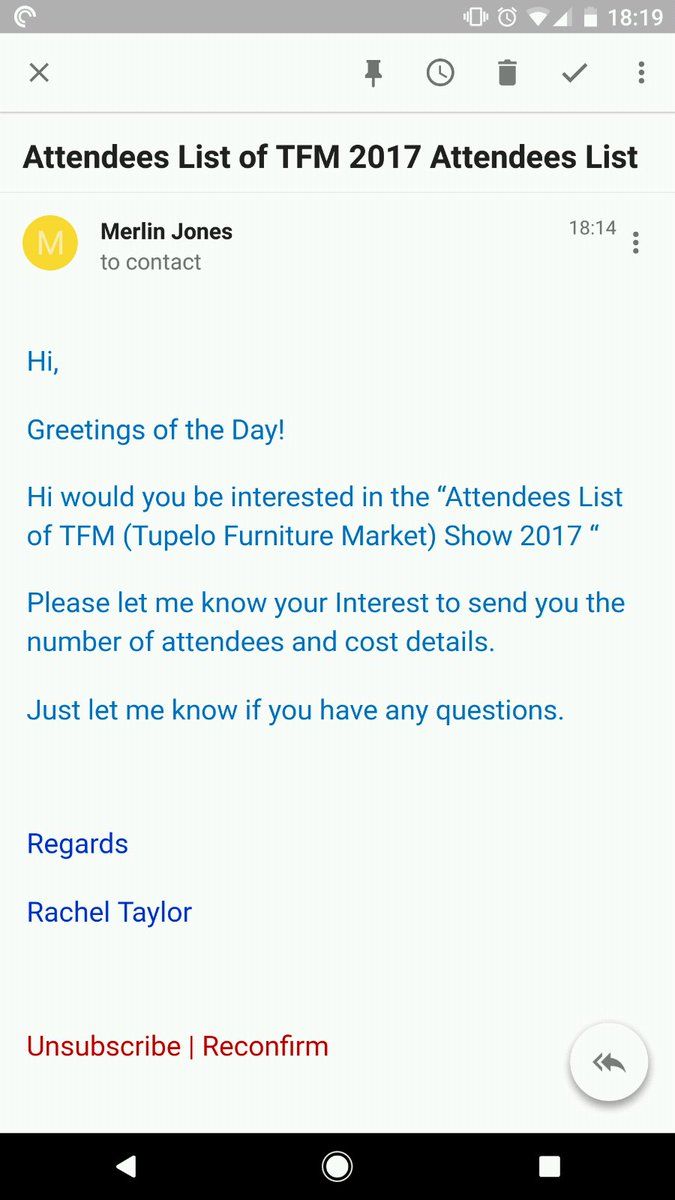 18:19
Attendees List of TFM 2017 Attendees List
M
Merlin Jones
18:14
to contact
Hi,
Greetings of the Day!
Hi would you be interested in the “Attendees List
of TFM (Tupelo Furniture Market) Show 2017 “
Please let me know your Interest to send you the
number of attendees and cost details.
Just let me know if you have any questions.
Regards
Rachel Taylor
Unsubscribe | Reconfirm